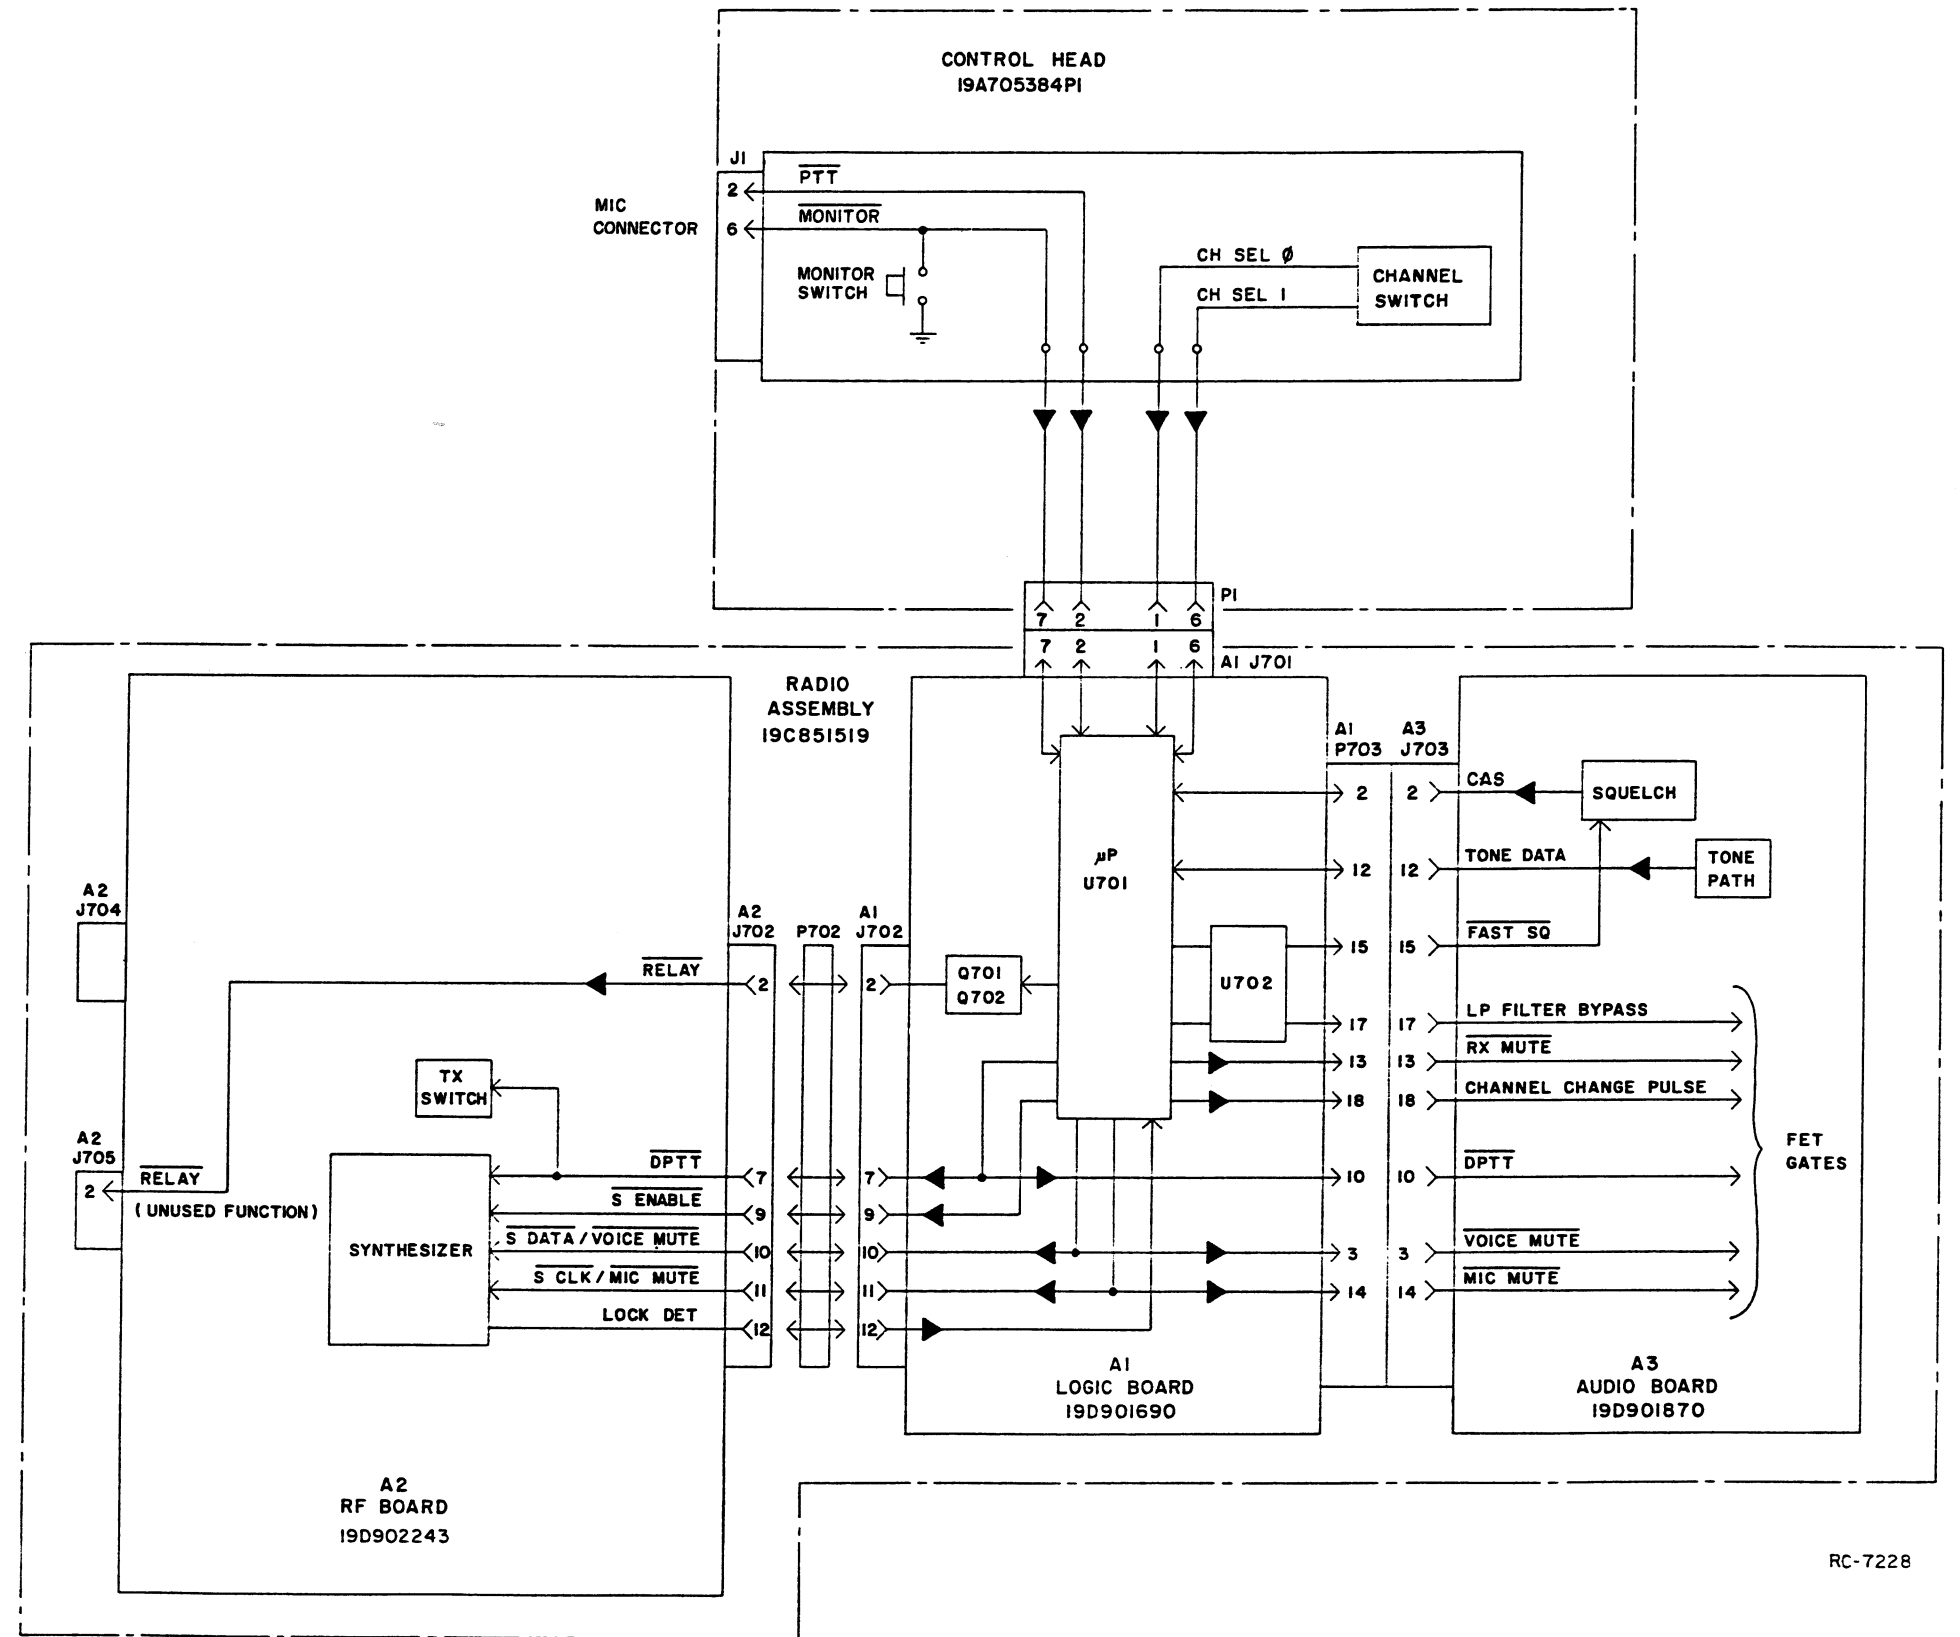 CONTROL HEAD
19A705384P1
J1
MIC
CONNECTOR
2
PTT
6
MONITOR
MONITOR
SWITCH
CH SEL Ø
CH SEL 1
CHANNEL
SWITCH
7 2 1 6
P1
7 2 1 6
A1 J701
RADIO
ASSEMBLY
19C851519
A1
P703
A3
J703
2 2 CAS
SQUELCH
µP
U701
12 12 TONE DATA
TONE
PATH
A2
J704
A2
J702
P702
A1
J702
15 15 FAST SQ
RELAY
2
2
Q701
Q702
U702
17 17 LP FILTER BYPASS
13 13 RX MUTE
18 18 CHANNEL CHANGE PULSE
TX
SWITCH
FET
GATES
A2
J705
2
RELAY
(UNUSED FUNCTION)
SYNTHESIZER
DPTT 7 7 10 10 DPTT
S ENABLE 9 9
S DATA/VOICE MUTE 10 10 3 3 VOICE MUTE
S CLK/MIC MUTE 11 11 14 14 MIC MUTE
LOCK DET 12 12
A1
LOGIC BOARD
19D901690
A3
AUDIO BOARD
19D901870
A2
RF BOARD
19D902243
RC-7228